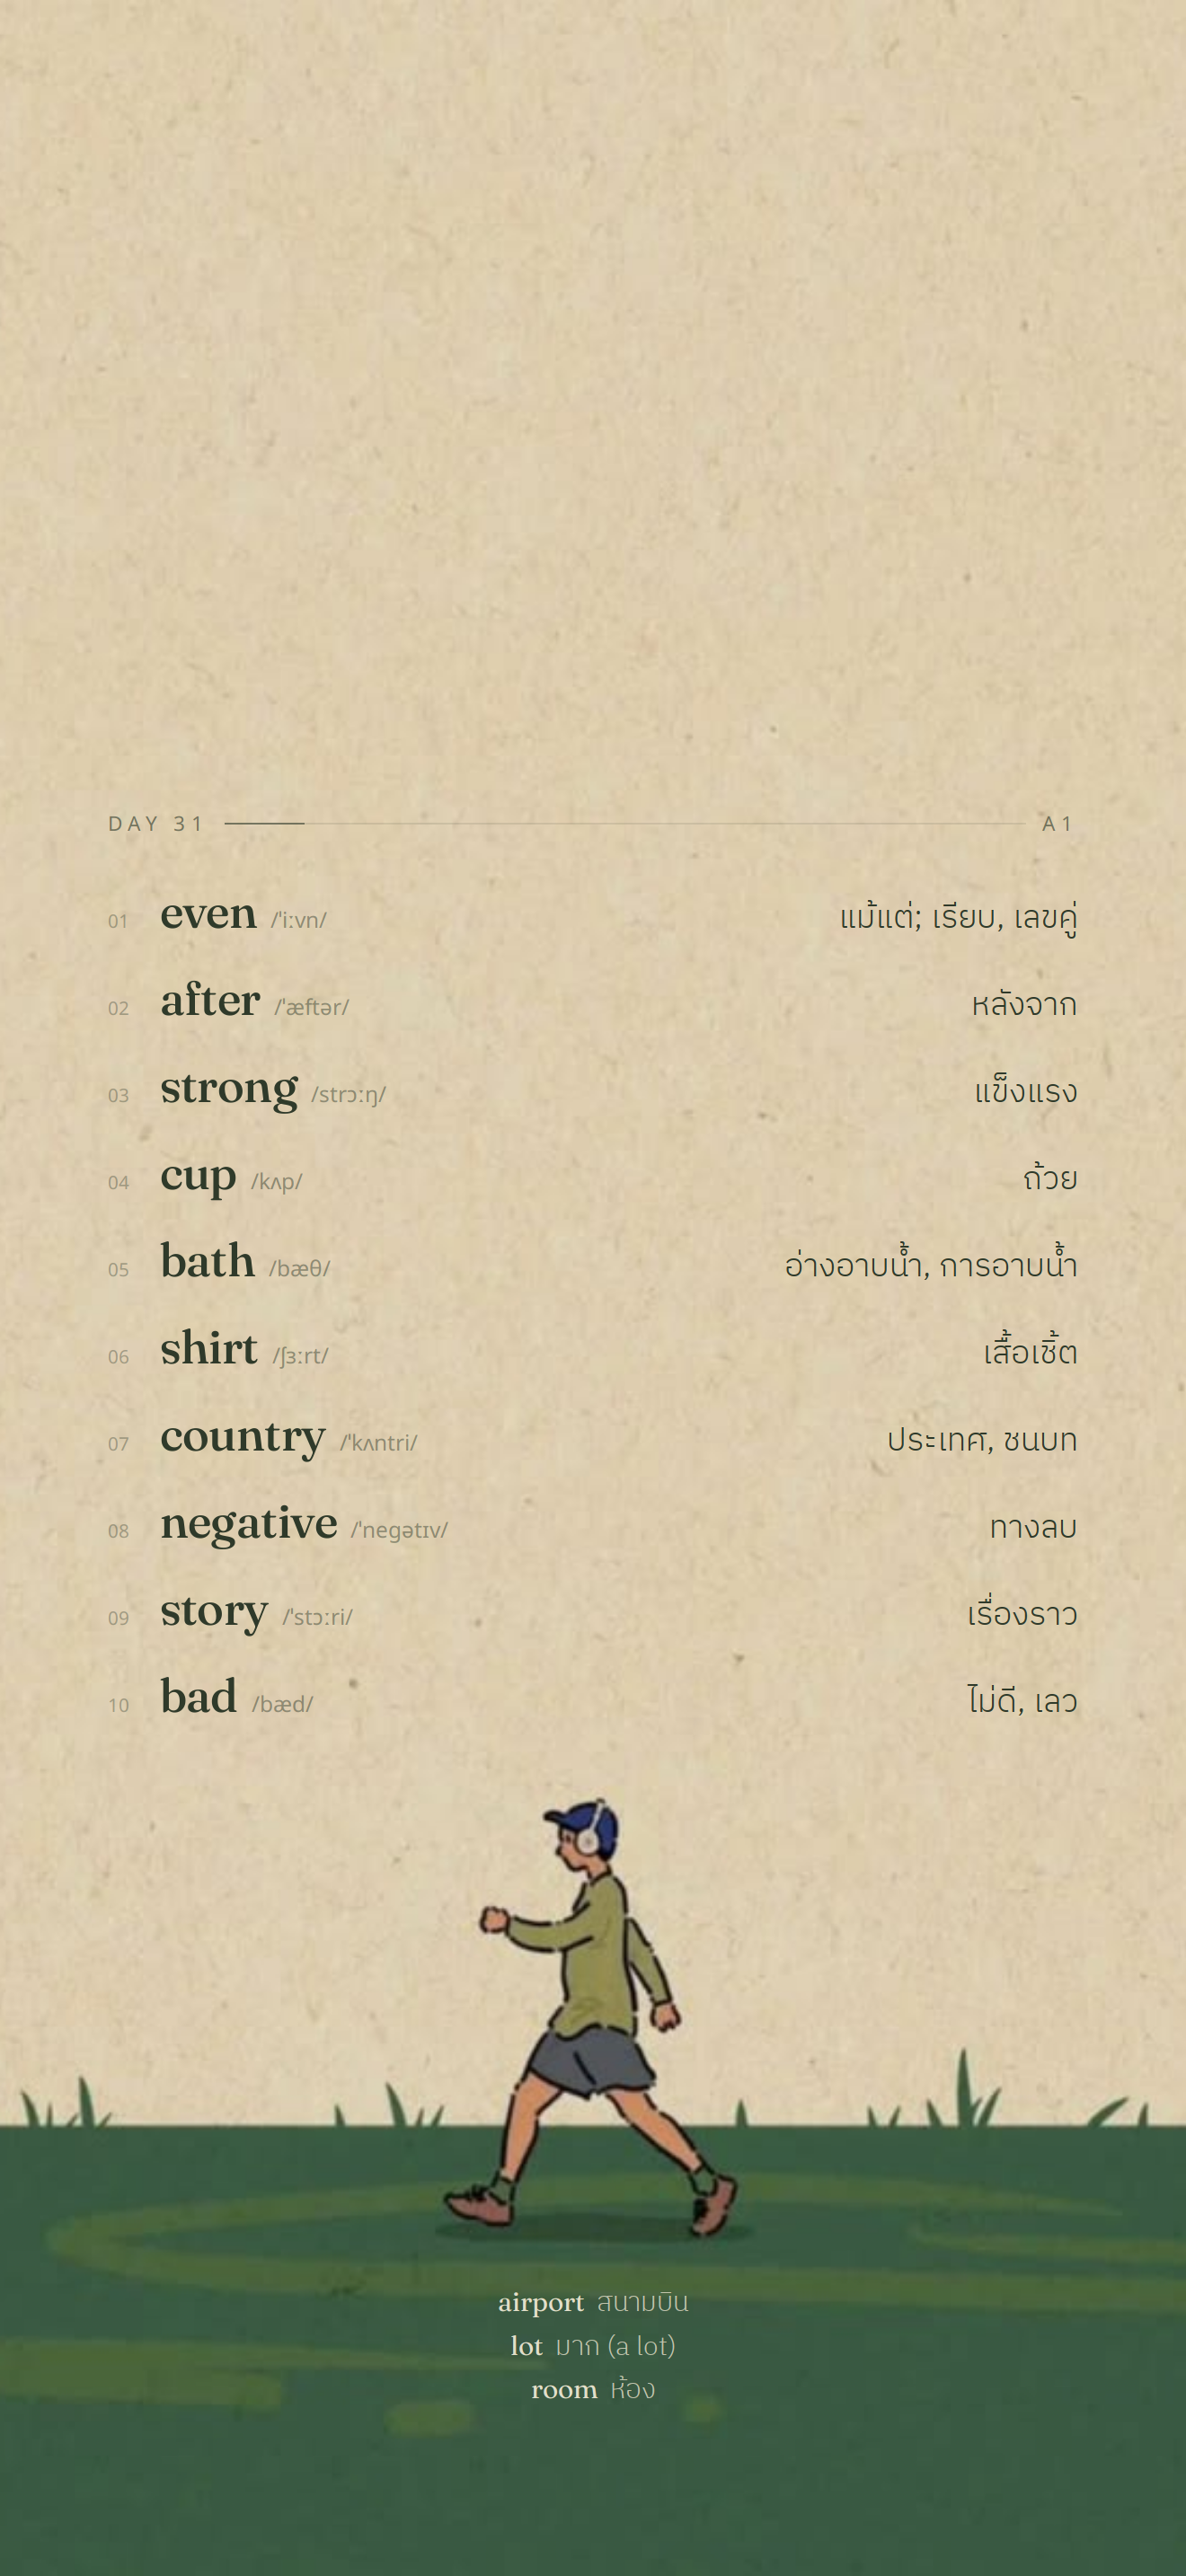 DAY 31 A1
01 even /ˈiːvn/ แม้แต่; เรียบ, เลขคู่
02 after /ˈæftər/ หลังจาก
03 strong /strɔːŋ/ แข็งแรง
04 cup /kʌp/ ถ้วย
05 bath /bæθ/ อ่างอาบน้ำ, การอาบน้ำ
06 shirt /ʃɜːrt/ เสื้อเชิ้ต
07 country /ˈkʌntri/ ประเทศ, ชนบท
08 negative /ˈnegətɪv/ ทางลบ
09 story /ˈstɔːri/ เรื่องราว
10 bad /bæd/ ไม่ดี, เลว
airport สนามบิน
lot มาก (a lot)
room ห้อง